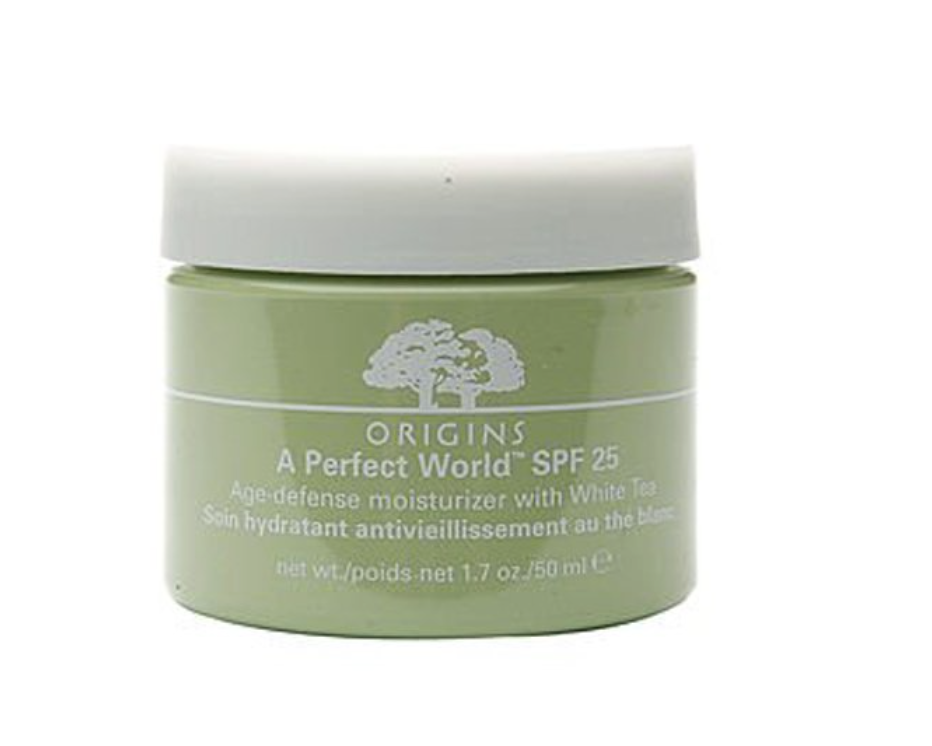 ORIGINS
A Perfect World™ SPF 25
Age-defense moisturizer with White Tea
Soin hydratant antivieillissement au thé blanc
net wt./poids net 1.7 oz./50 ml ℮